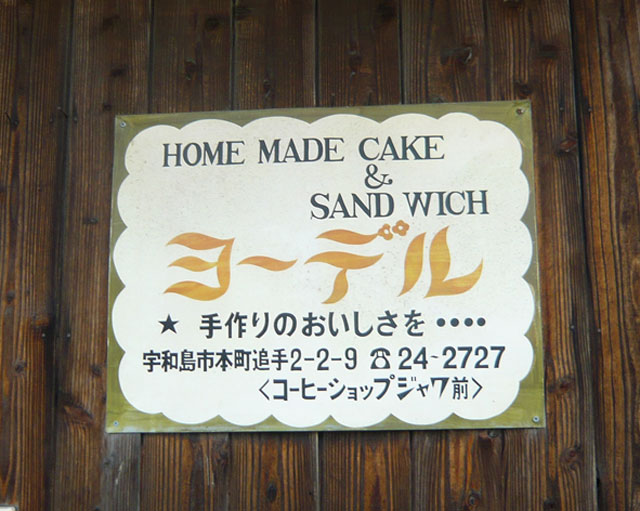 HOME MADE CAKE
&
SAND WICH
ヨーデル
★ 手作りのおいしさを••••
宇和島市本町追手2-2-9 ☎24-2727
〈コーヒーショップジャワ前〉